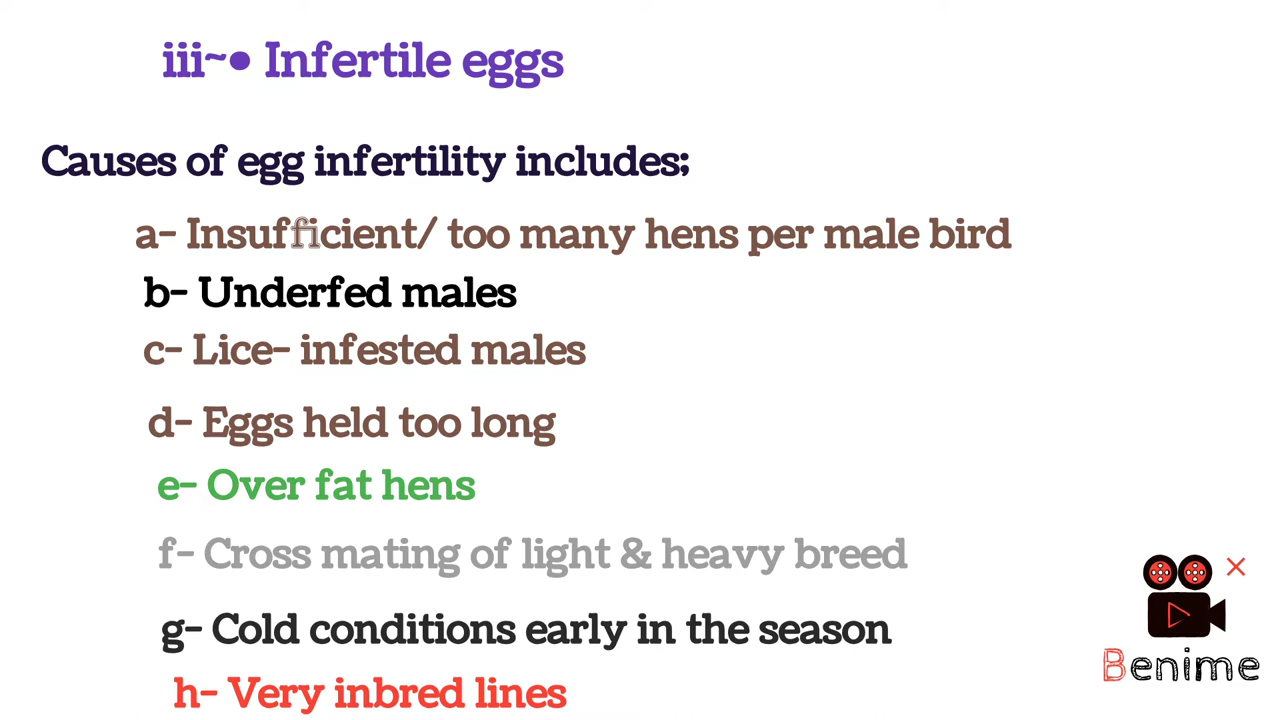 iii~• Infertile eggs
Causes of egg infertility includes;
a- Insufficient/ too many hens per male bird
b- Underfed males
c- Lice- infested males
d- Eggs held too long
e- Over fat hens
f- Cross mating of light & heavy breed
g- Cold conditions early in the season
h- Very inbred lines
Benime